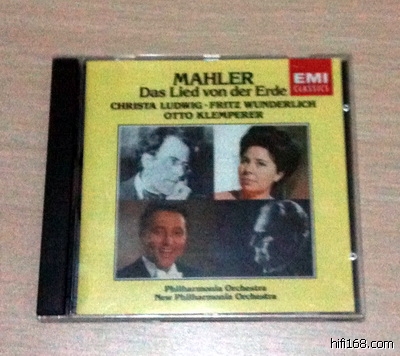 MAHLER
Das Lied von der Erde
EMI
CLASSICS
CHRISTA LUDWIG · FRITZ WUNDERLICH
OTTO KLEMPERER
Philharmonia Orchestra
New Philharmonia Orchestra
hifi168.com